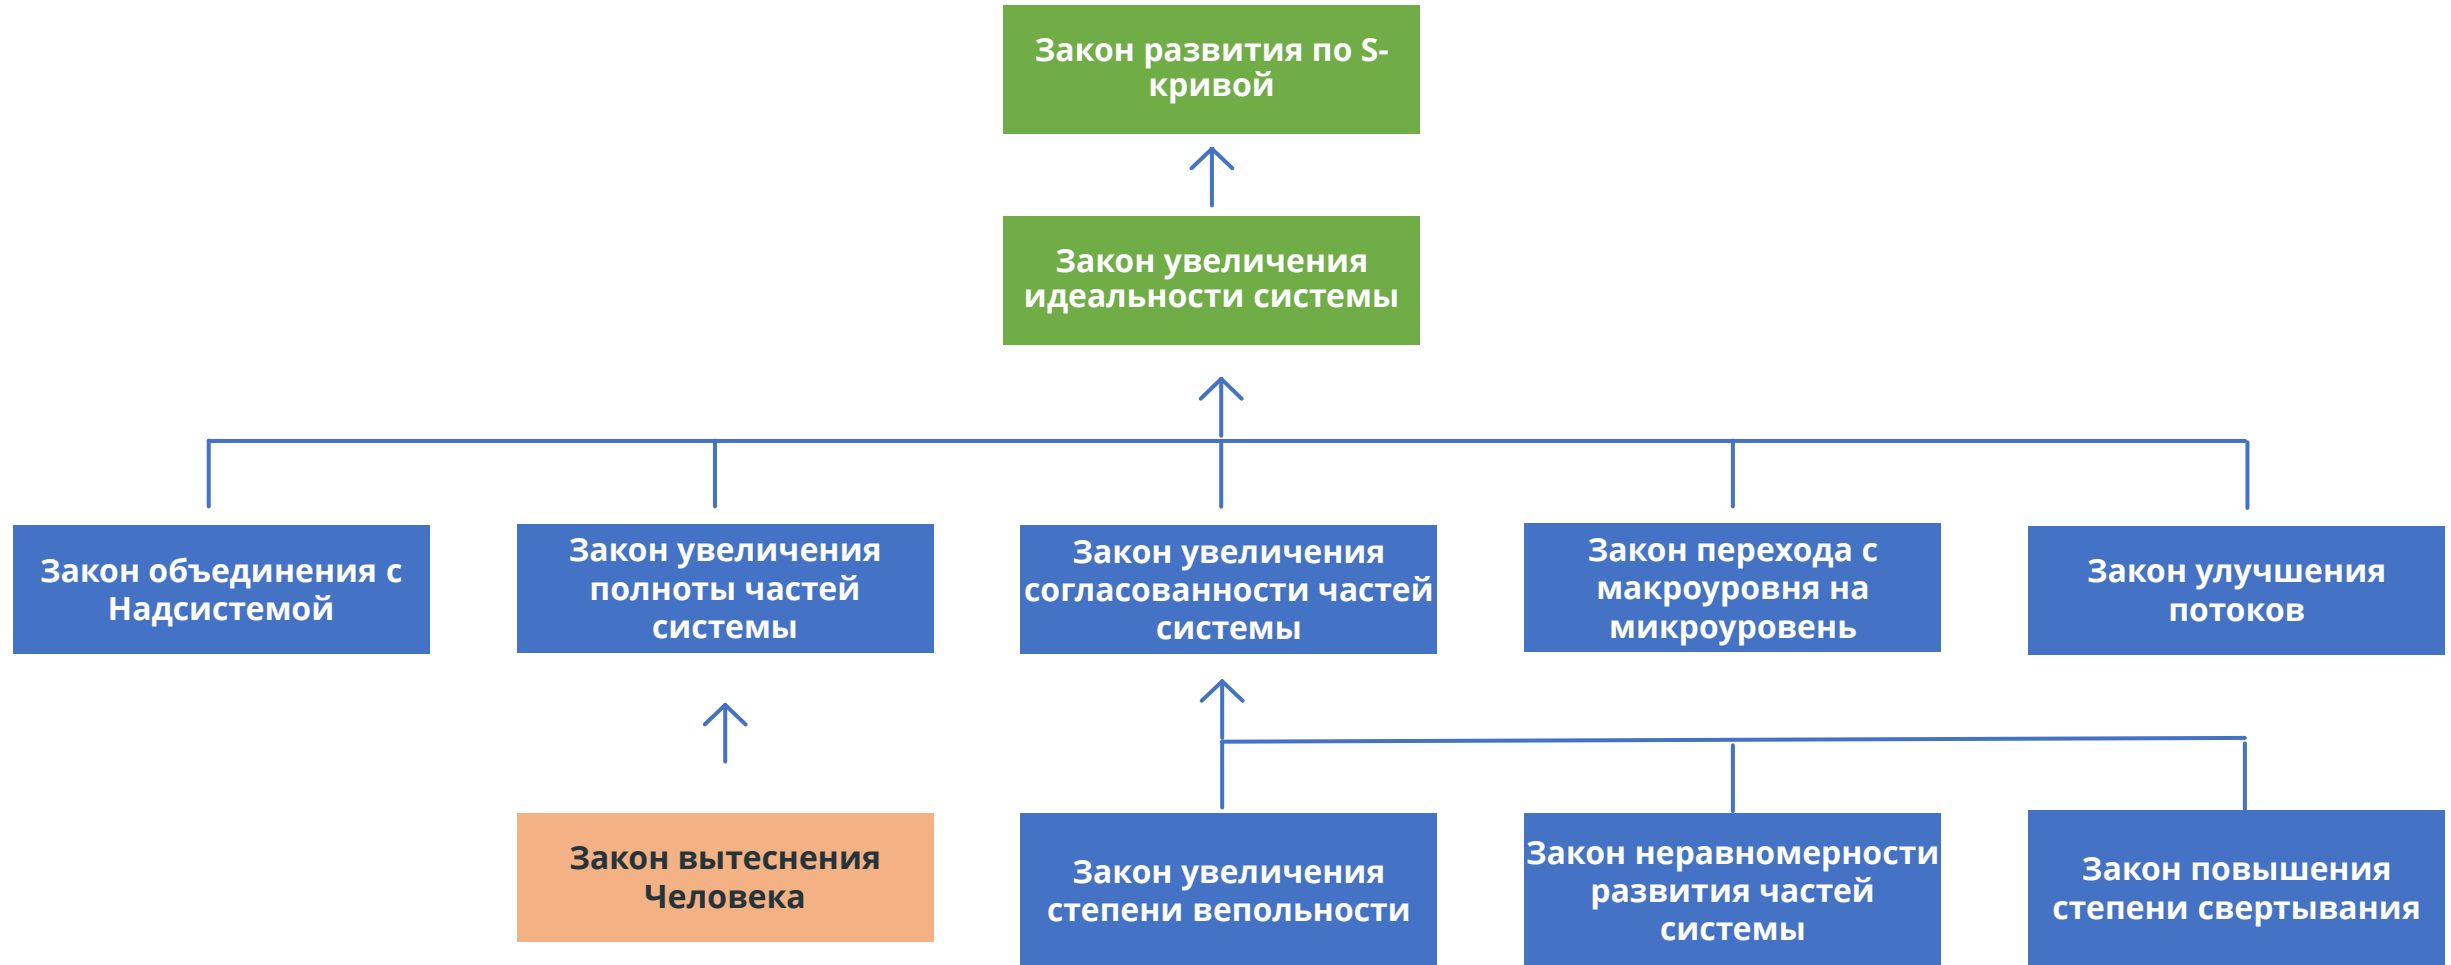 Закон развития по S-
кривой
Закон увеличения
идеальности системы
Закон объединения с
Надсистемой
Закон увеличения
полноты частей
системы
Закон увеличения
согласованности частей
системы
Закон перехода с
макроуровня на
микроуровень
Закон улучшения
потоков
Закон вытеснения
Человека
Закон увеличения
степени вепольности
Закон неравномерности
развития частей
системы
Закон повышения
степени свертывания